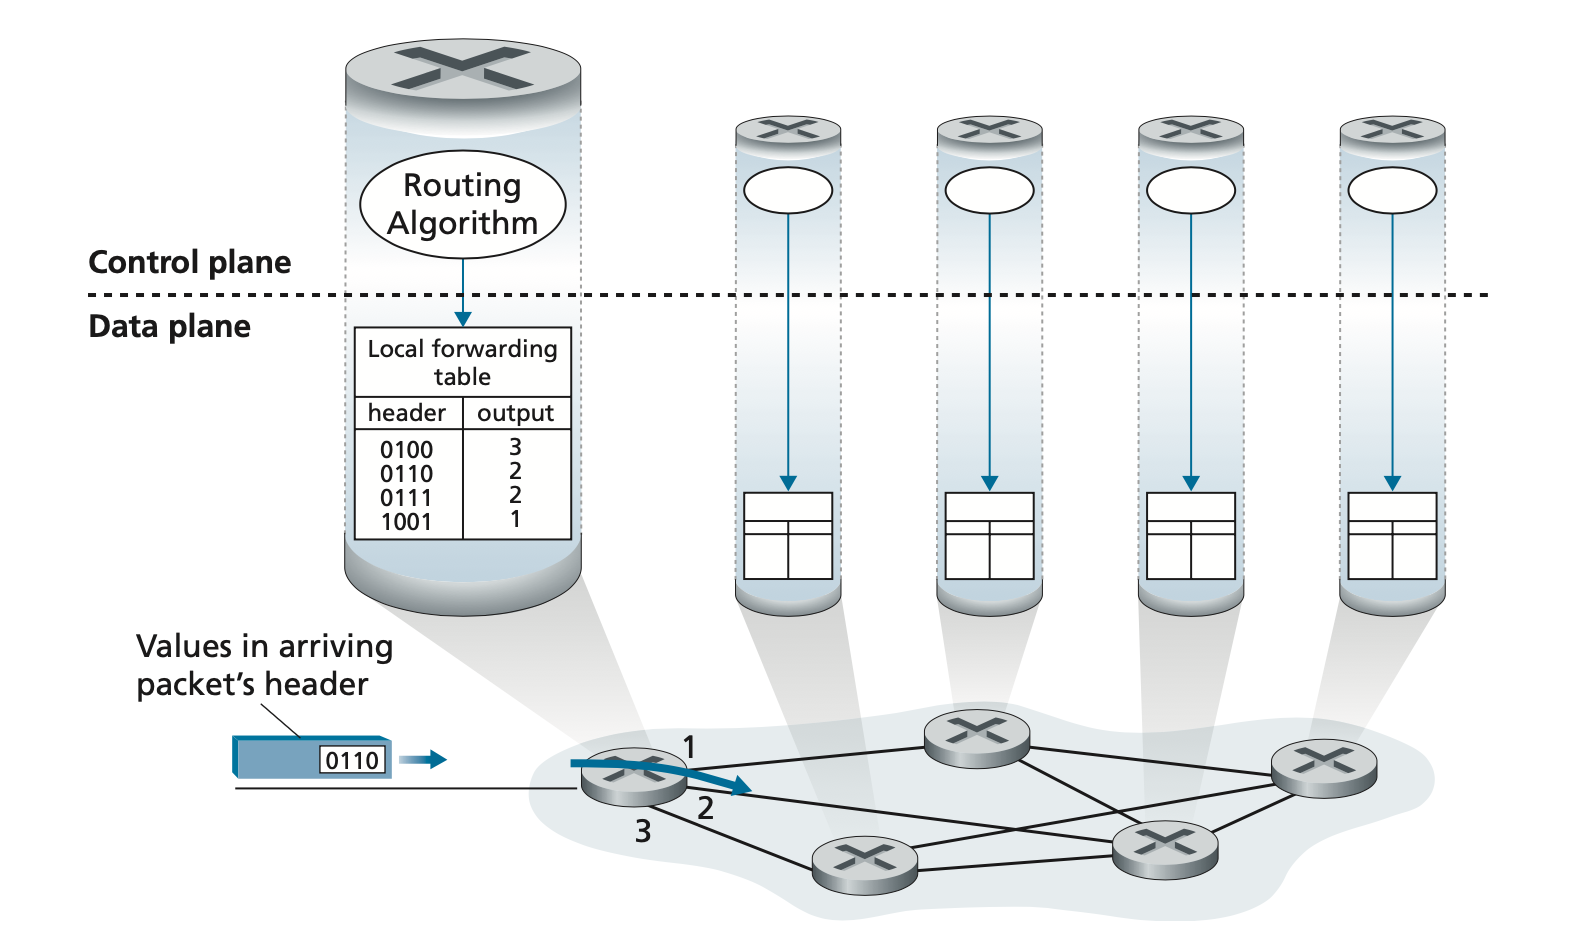 Routing
Algorithm
Control plane
Data plane
Local forwarding
table
header output
0100 3
0110 2
0111 2
1001 1
Values in arriving
packet’s header
0110
1
2
3